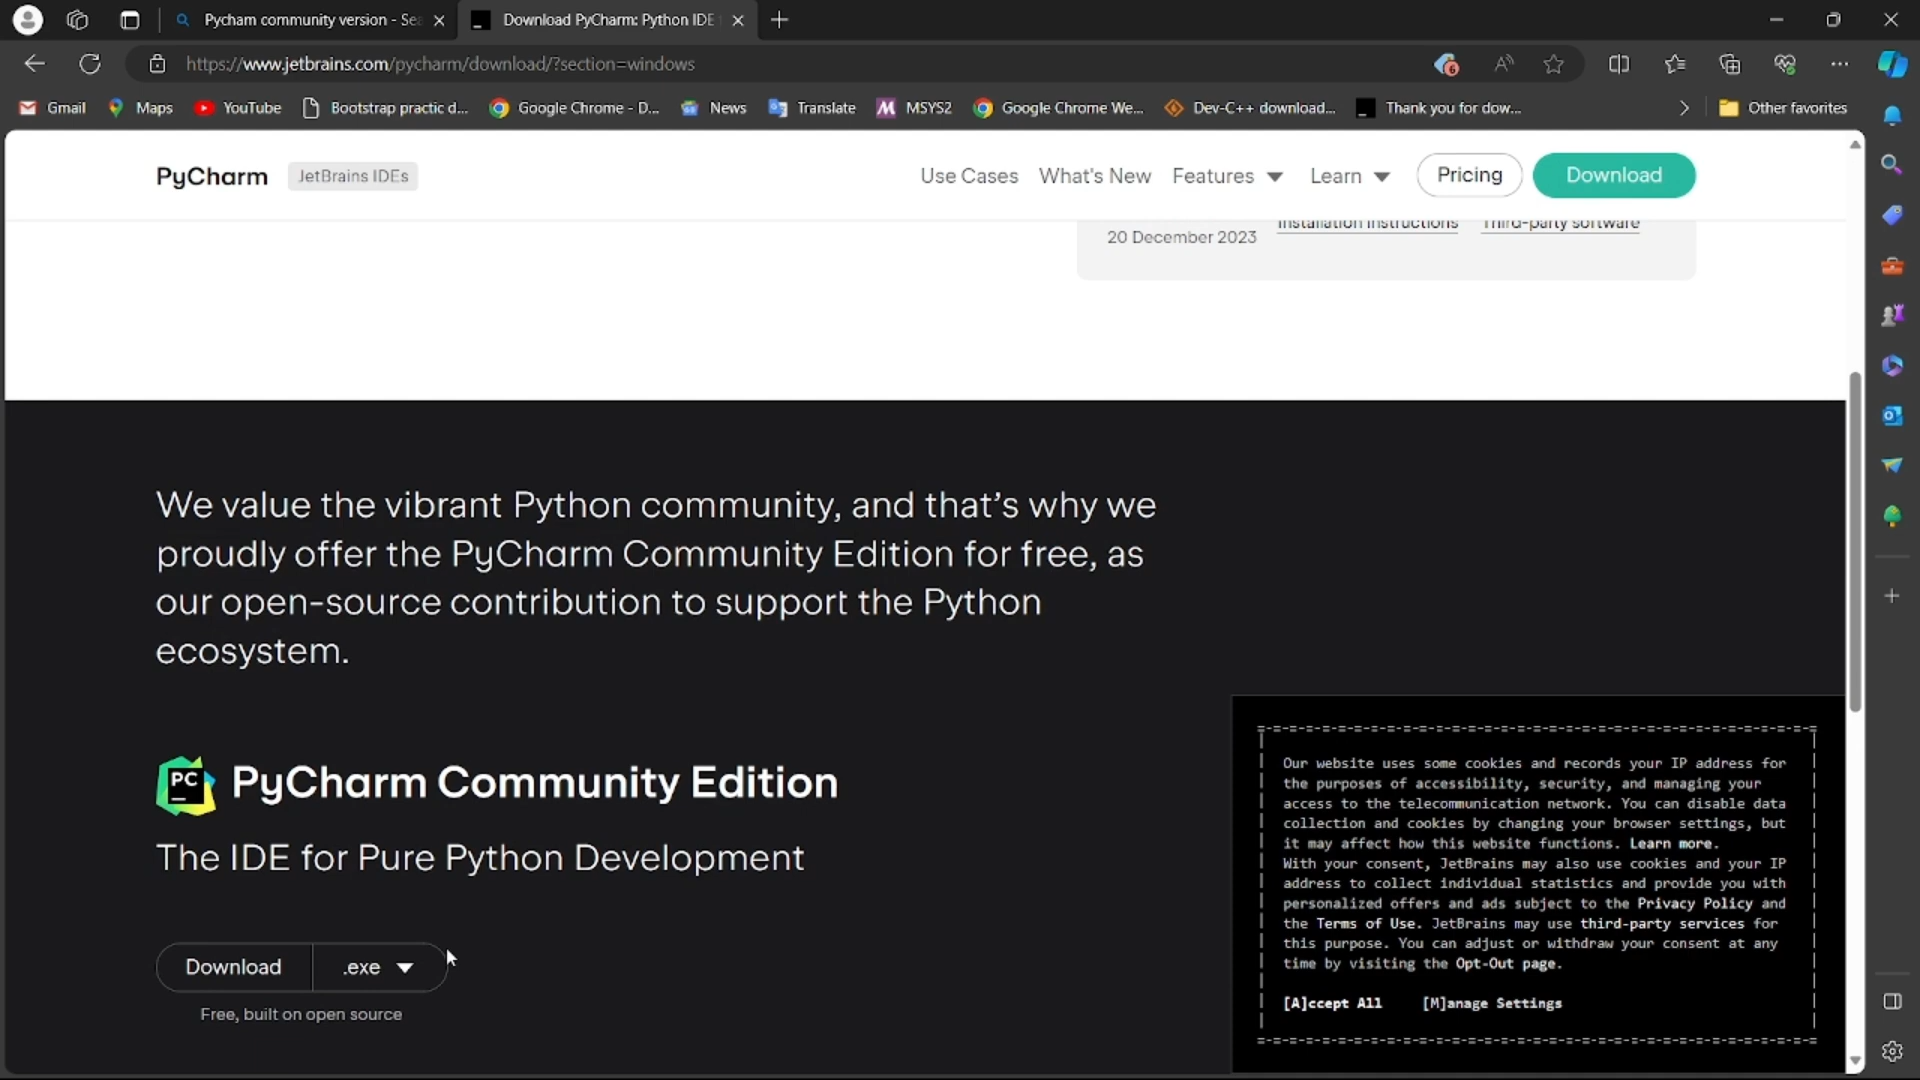 Pycham community version - Sea
Download PyCharm: Python IDE f
https://www.jetbrains.com/pycharm/download/?section=windows
6
Gmail
Maps
YouTube
Bootstrap practic d...
Google Chrome - D...
News
Translate
MSYS2
Google Chrome We...
Dev-C++ download...
Thank you for dow...
Other favorites
PyCharm
JetBrains IDEs
Use Cases
What's New
Features
Learn
Pricing
Download
20 December 2023
Installation Instructions
Third-party software
We value the vibrant Python community, and that's why we
proudly offer the PyCharm Community Edition for free, as
our open-source contribution to support the Python
ecosystem.
PC
PyCharm Community Edition
The IDE for Pure Python Development
Download
.exe
Free, built on open source
Our website uses some cookies and records your IP address for
the purposes of accessibility, security, and managing your
access to the telecommunication network. You can disable data
collection and cookies by changing your browser settings, but
it may affect how this website functions. Learn more.
With your consent, JetBrains may also use cookies and your IP
address to collect individual statistics and provide you with
personalized offers and ads subject to the Privacy Policy and
the Terms of Use. JetBrains may use third-party services for
this purpose. You can adjust or withdraw your consent at any
time by visiting the Opt-Out page.
[A]ccept All
[M]anage Settings